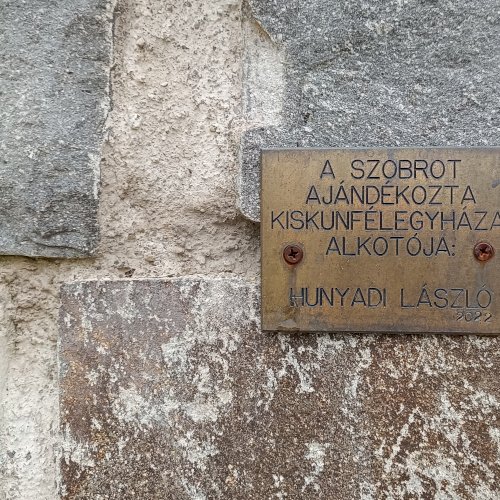 A SZOBROT
AJÁNDÉKOZTA
KISKUNFÉLEGYHÁZA
ALKOTÓJA:
HUNYADI LÁSZLÓ
2022